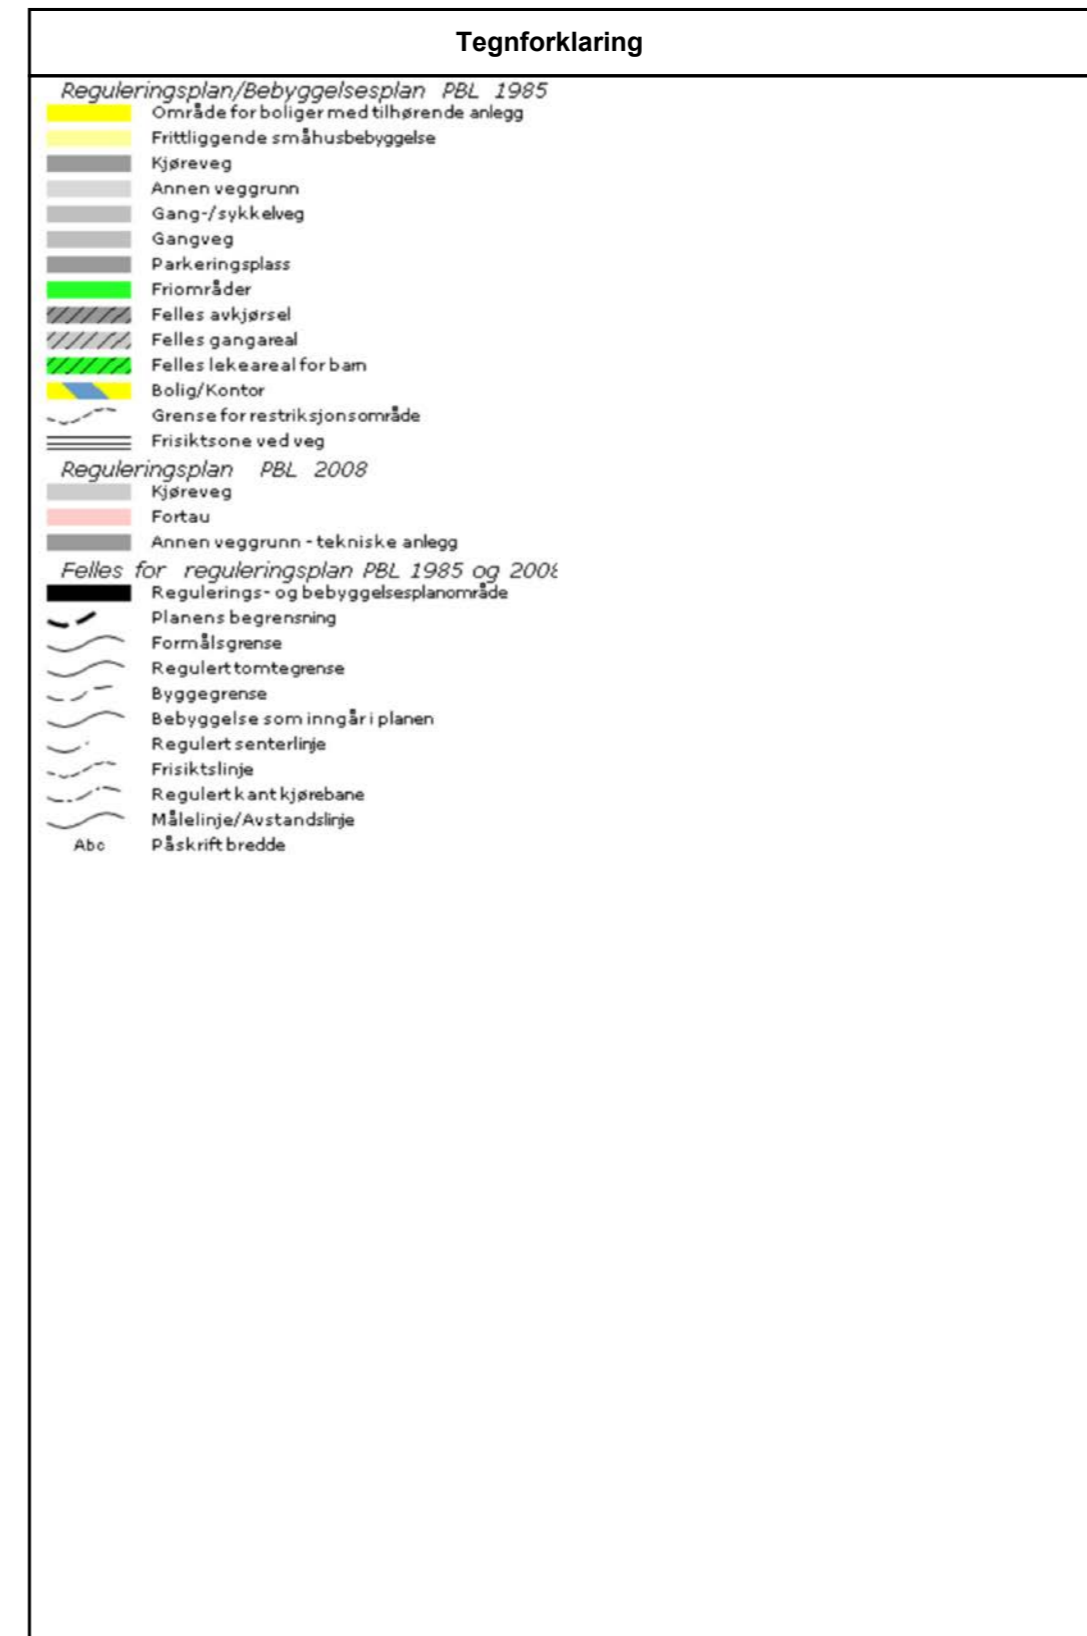 Tegnforklaring
Reguleringsplan/Bebyggelsesplan PBL 1985
Område for boliger med tilhørende anlegg
Frittliggende småhusbebyggelse
Kjøreveg
Annen veggrunn
Gang-/sykkelveg
Gangveg
Parkeringsplass
Friområder
Felles avkjørsel
Felles gangareal
Felles lekeareal for barn
Bolig/Kontor
Grense for restriksjonsområde
Frisiktsone ved veg
Reguleringsplan PBL 2008
Kjøreveg
Fortau
Annen veggrunn - tekniske anlegg
Felles for reguleringsplan PBL 1985 og 2008
Regulerings- og bebyggelsesplanområde
Planens begrensning
Formålsgrense
Regulert tomtegrense
Byggegrense
Bebyggelse som inngår i planen
Regulert senterlinje
Frisiktslinje
Regulert kant kjørebane
Målelinje/Avstandslinje
Abc Påskrift bredde